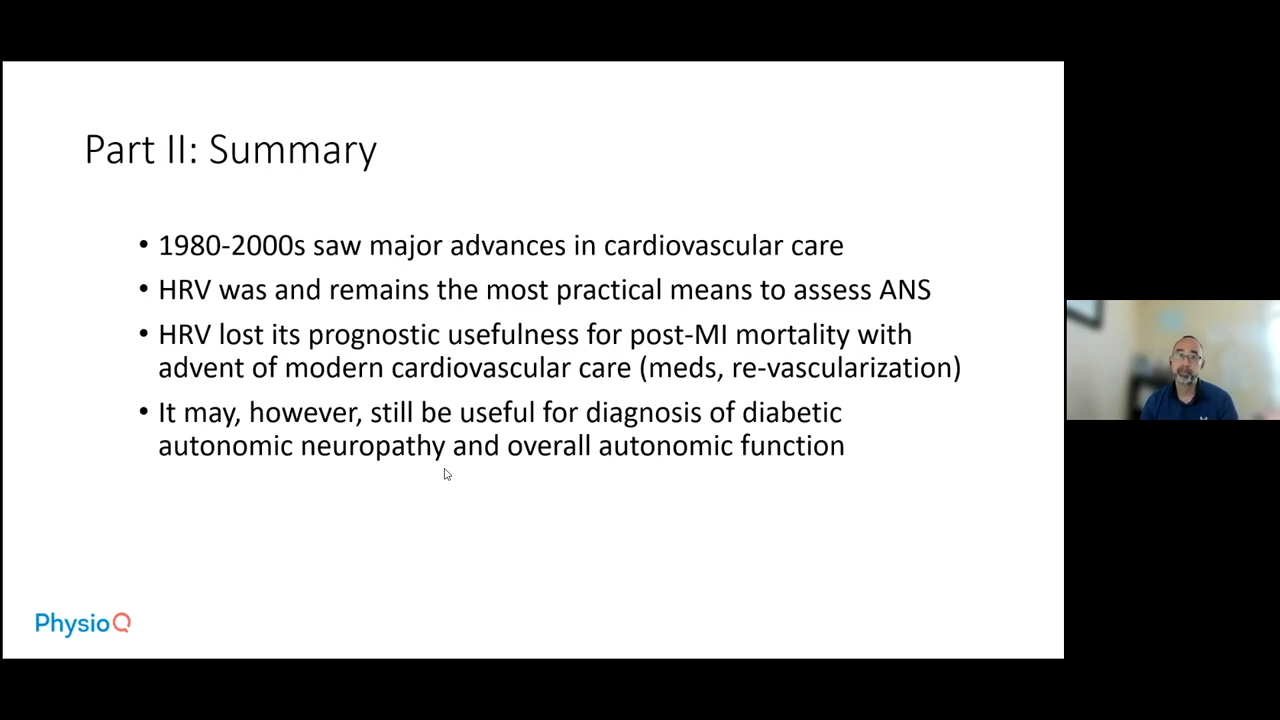 Part II: Summary
• 1980-2000s saw major advances in cardiovascular care
• HRV was and remains the most practical means to assess ANS
• HRV lost its prognostic usefulness for post-MI mortality with
advent of modern cardiovascular care (meds, re-vascularization)
• It may, however, still be useful for diagnosis of diabetic
autonomic neuropathy and overall autonomic function
PhysioQ